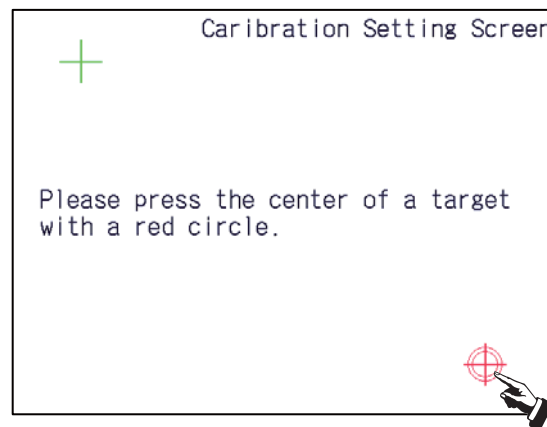 Caribration Setting Screen
Please press the center of a target
with a red circle.